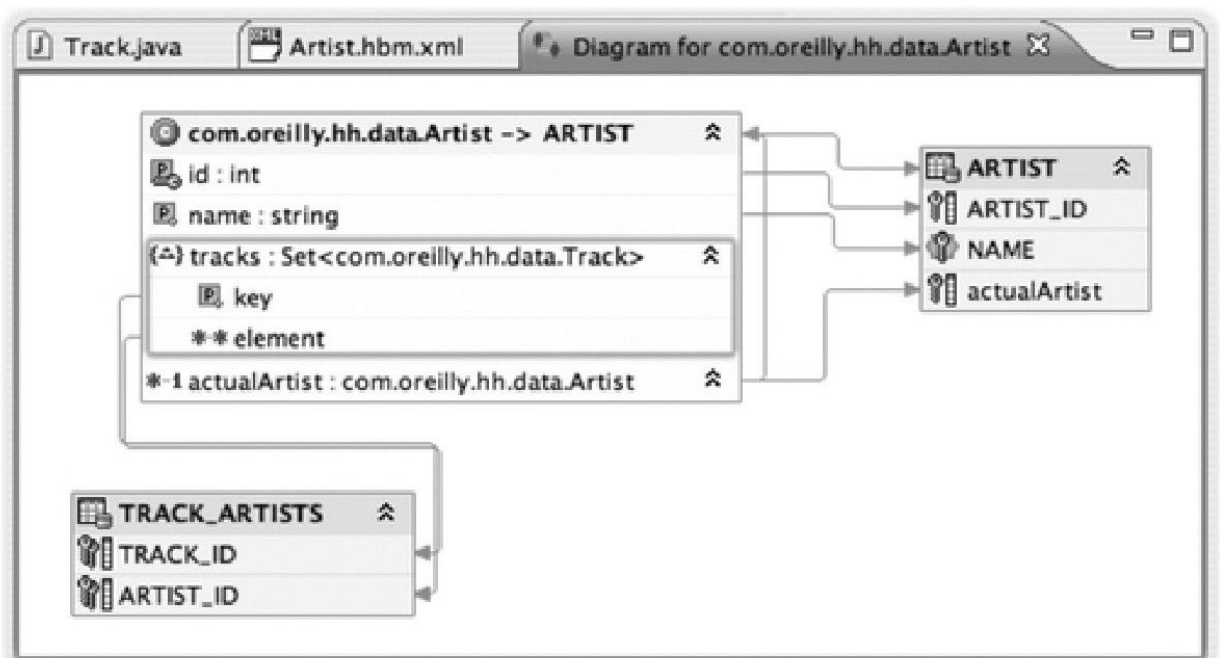 Track.java
Artist.hbm.xml
Diagram for com.oreilly.hh.data.Artist
com.oreilly.hh.data.Artist -> ARTIST
id : int
name : string
tracks : Set<com.oreilly.hh.data.Track>
key
element
*-1 actualArtist : com.oreilly.hh.data.Artist
ARTIST
ARTIST_ID
NAME
actualArtist
TRACK_ARTISTS
TRACK_ID
ARTIST_ID